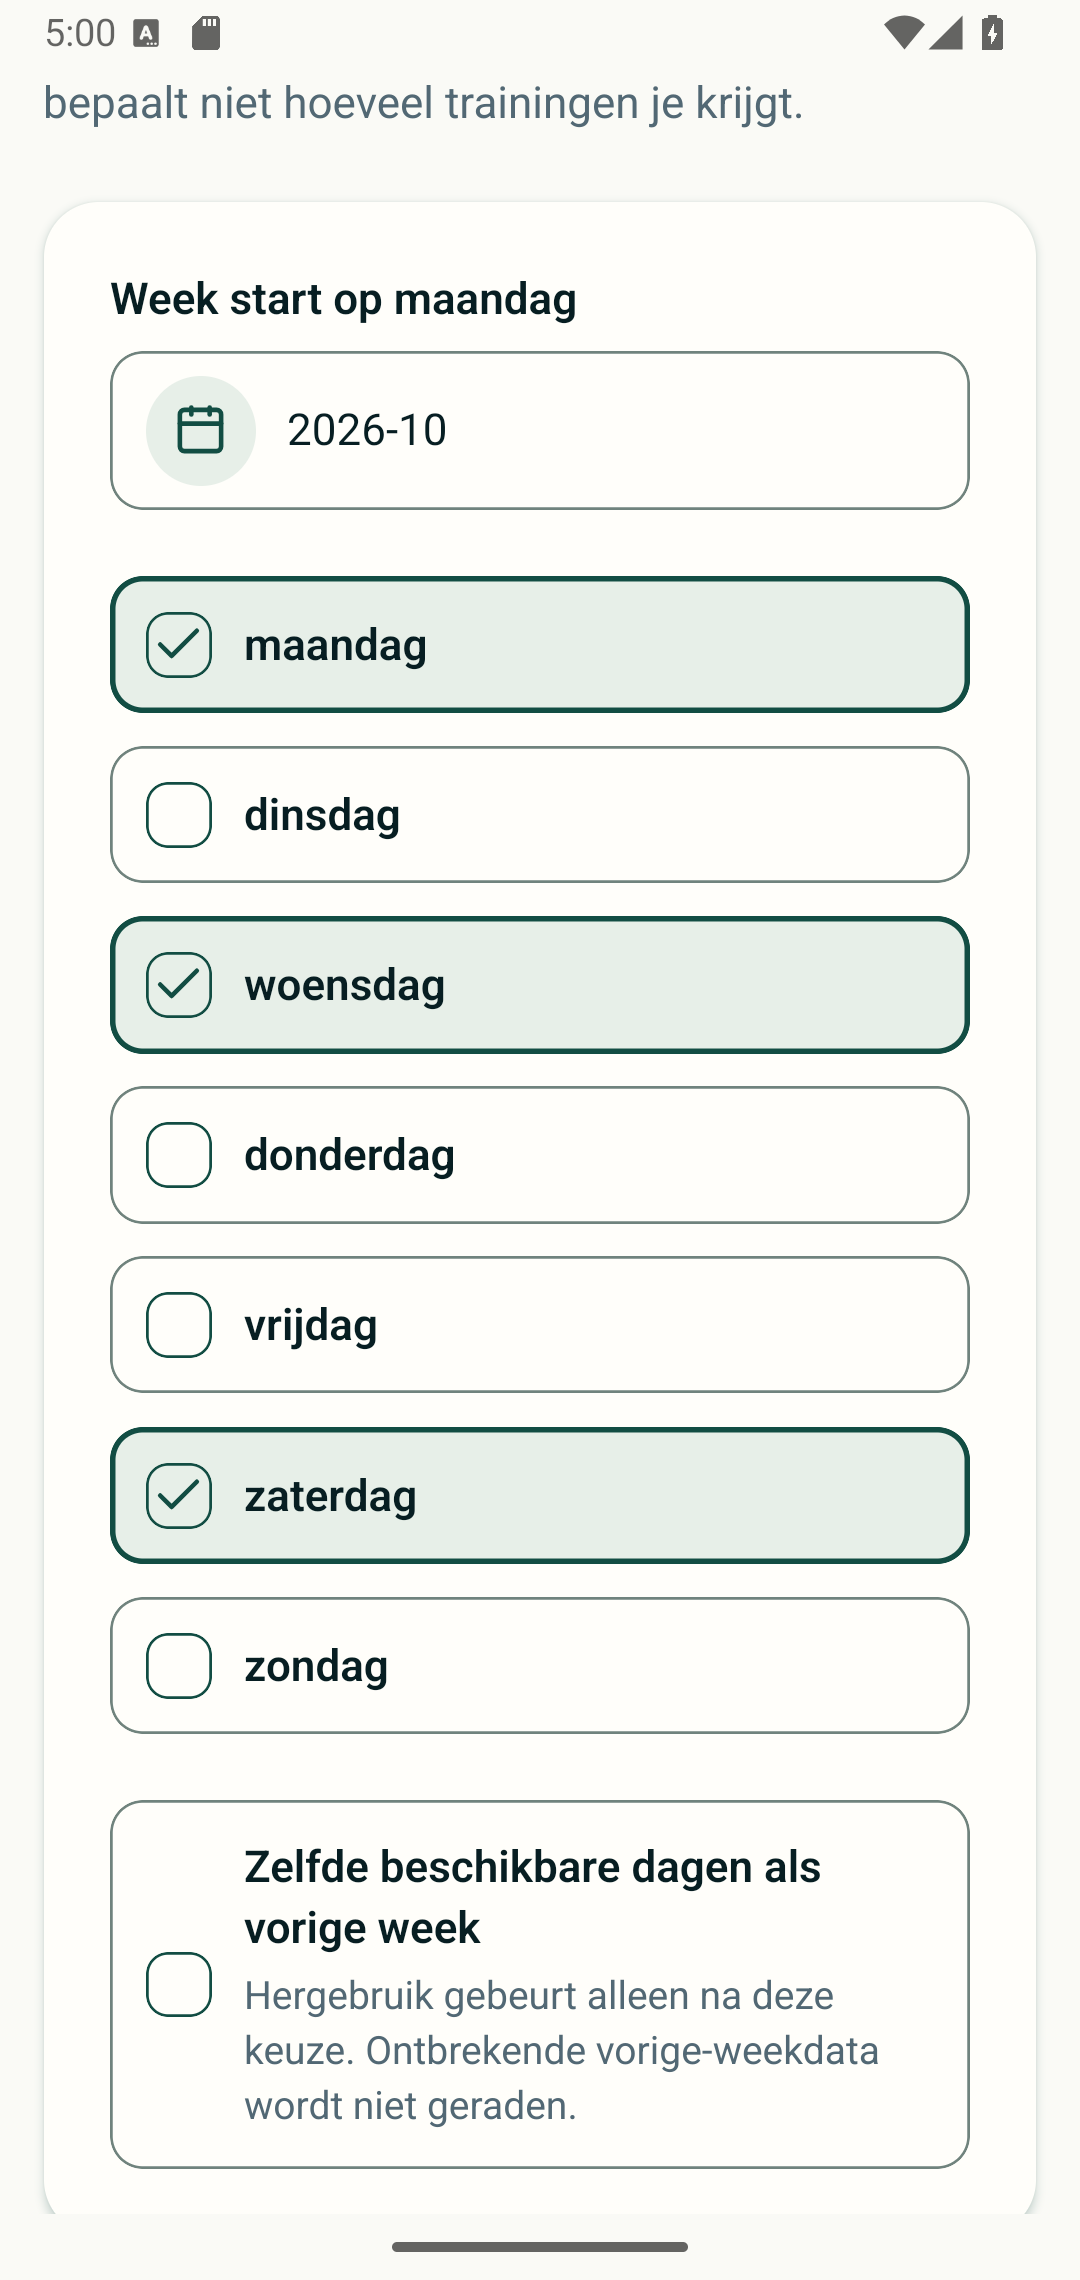 5:00
bepaalt niet hoeveel trainingen je krijgt.
Week start op maandag
2026-10
maandag
dinsdag
woensdag
donderdag
vrijdag
zaterdag
zondag
Zelfde beschikbare dagen als
vorige week
Hergebruik gebeurt alleen na deze
keuze. Ontbrekende vorige-weekdata
wordt niet geraden.